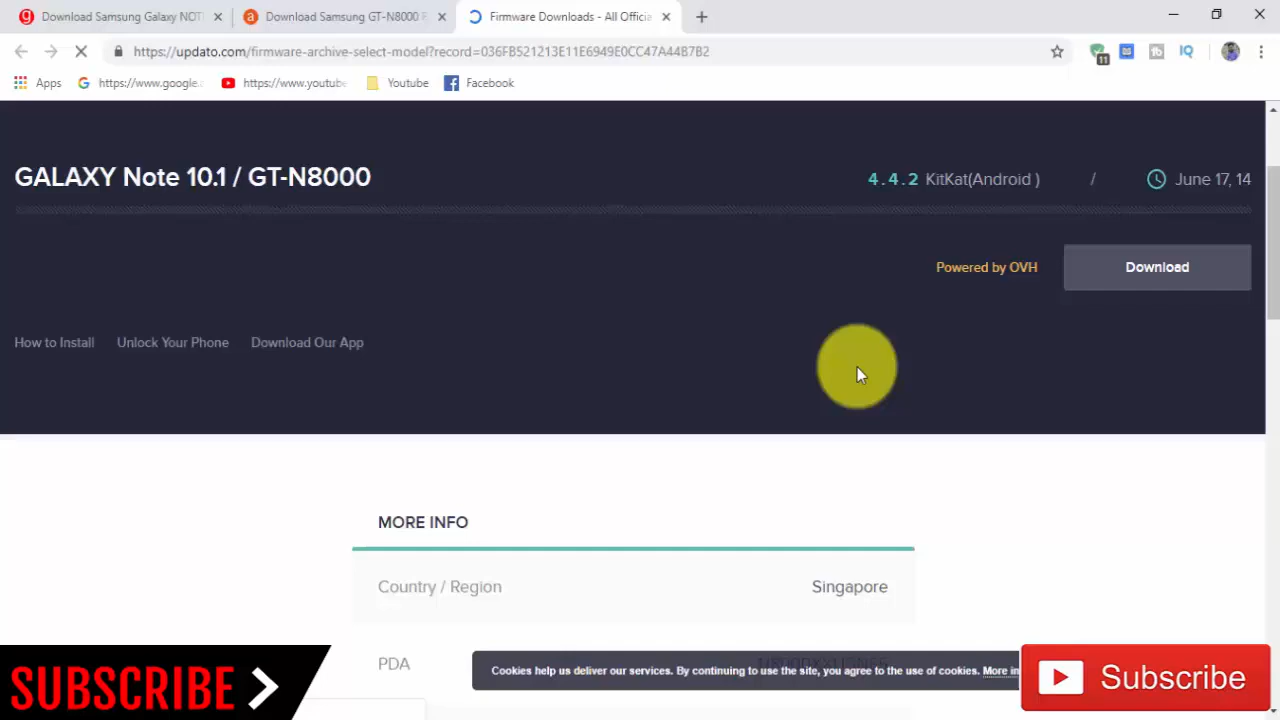 Download Samsung Galaxy NOT
Download Samsung GT-N8000
Firmware Downloads - All Officia
https://updato.com/firmware-archive-select-model?record=036FB521213E11E6949E0CC47A44B7B2
11
Apps
https://www.google.c
https://www.youtube
Youtube
Facebook
GALAXY Note 10.1 / GT-N8000
4.4.2 KitKat(Android )
/
June 17, 14
Powered by OVH
Download
How to Install
Unlock Your Phone
Download Our App
MORE INFO
Country / Region
Singapore
PDA
Cookies help us deliver our services. By continuing to use the site, you agree to the use of cookies. More in
SUBSCRIBE
Subscribe